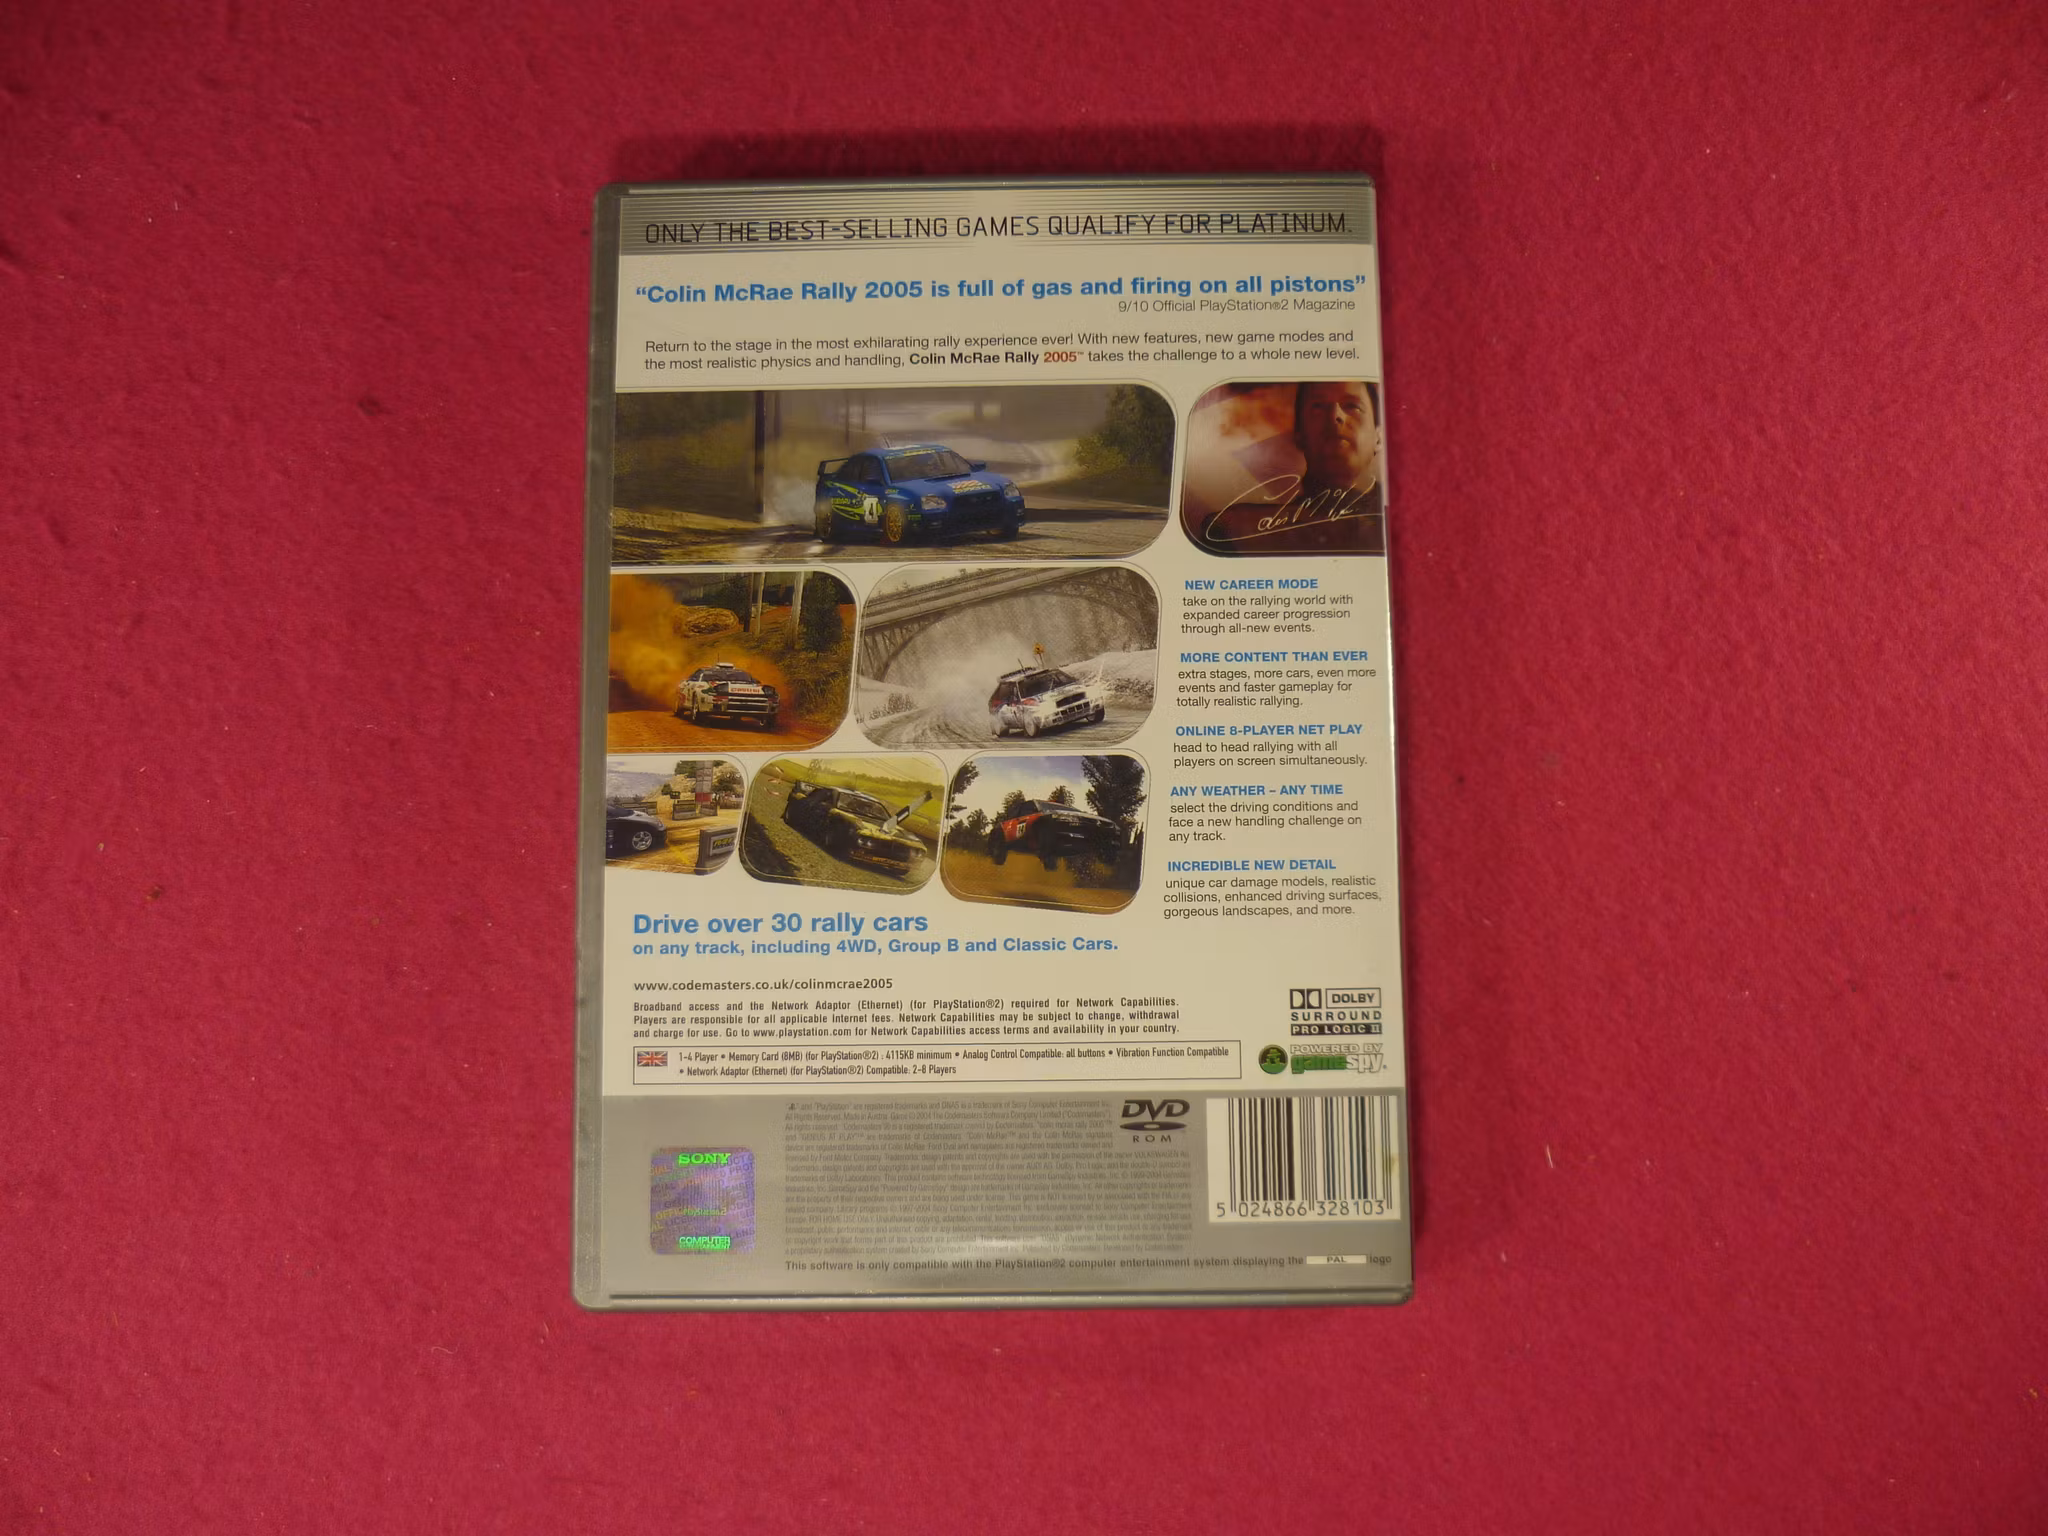 ONLY THE BEST-SELLING GAMES QUALIFY FOR PLATINUM.
“Colin McRae Rally 2005 is full of gas and firing on all pistons”
9/10 Official PlayStation®2 Magazine
Return to the stage in the most exhilarating rally experience ever! With new features, new game modes and
the most realistic physics and handling, Colin McRae Rally 2005™ takes the challenge to a whole new level.
4
NEW CAREER MODE
take on the rallying world with
expanded career progression
through all-new events.
MORE CONTENT THAN EVER
extra stages, more cars, even more
events and faster gameplay for
totally realistic rallying.
ONLINE 8-PLAYER NET PLAY
head to head rallying with all
players on screen simultaneously.
ANY WEATHER – ANY TIME
select the driving conditions and
face a new handling challenge on
any track.
INCREDIBLE NEW DETAIL
unique car damage models, realistic
collisions, enhanced driving surfaces,
gorgeous landscapes, and more.
Drive over 30 rally cars
on any track, including 4WD, Group B and Classic Cars.
www.codemasters.co.uk/colinmcrae2005
Broadband access and the Network Adaptor (Ethernet) (for PlayStation®2) required for Network Capabilities.
Players are responsible for all applicable Internet fees. Network Capabilities may be subject to change, withdrawal
and charge for use. Go to www.playstation.com for Network Capabilities access terms and availability in your country.
DOLBY
SURROUND
PRO LOGIC II
1-4 Player • Memory Card (8MB) (for PlayStation®2) : 4115KB minimum • Analog Control Compatible: all buttons • Vibration Function Compatible
• Network Adaptor (Ethernet) (for PlayStation®2) Compatible: 2-8 Players
POWERED BY
gamespy®
DVD
ROM
SONY
COMPUTER
ENTERTAINMENT
5 024866 328103
This software is only compatible with the PlayStation®2 computer entertainment system displaying the PAL logo